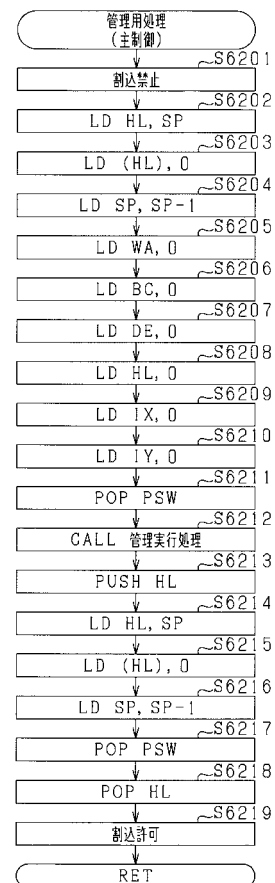 管理用処理
(主制御)
S6201
割込禁止
S6202
LD HL, SP
S6203
LD (HL), 0
S6204
LD SP, SP-1
S6205
LD WA, 0
S6206
LD BC, 0
S6207
LD DE, 0
S6208
LD HL, 0
S6209
LD IX, 0
S6210
LD IY, 0
S6211
POP PSW
S6212
CALL 管理実行処理
S6213
PUSH HL
S6214
LD HL, SP
S6215
LD (HL), 0
S6216
LD SP, SP-1
S6217
POP PSW
S6218
POP HL
S6219
割込許可
RET